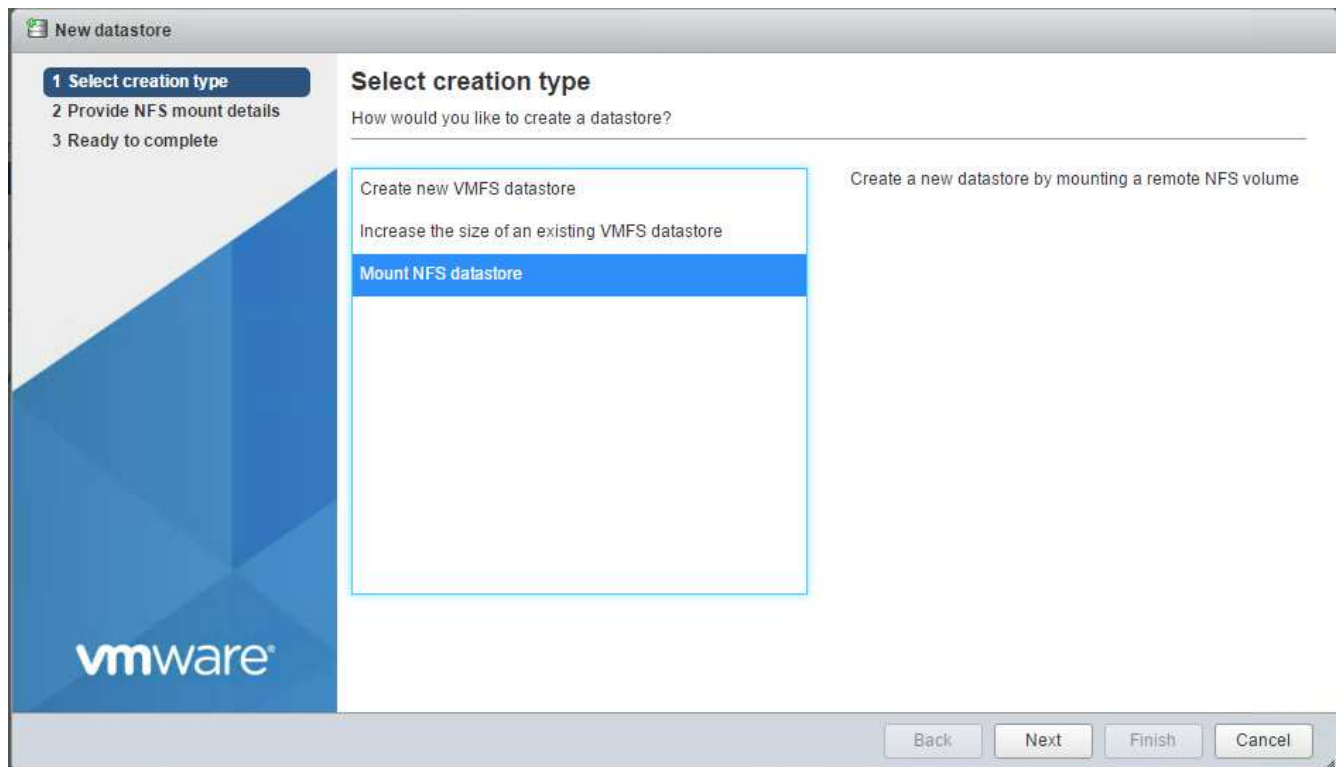 New datastore
1 Select creation type
2 Provide NFS mount details
3 Ready to complete
Select creation type
How would you like to create a datastore?
Create new VMFS datastore
Increase the size of an existing VMFS datastore
Mount NFS datastore
Create a new datastore by mounting a remote NFS volume
vmware®
Back
Next
Finish
Cancel